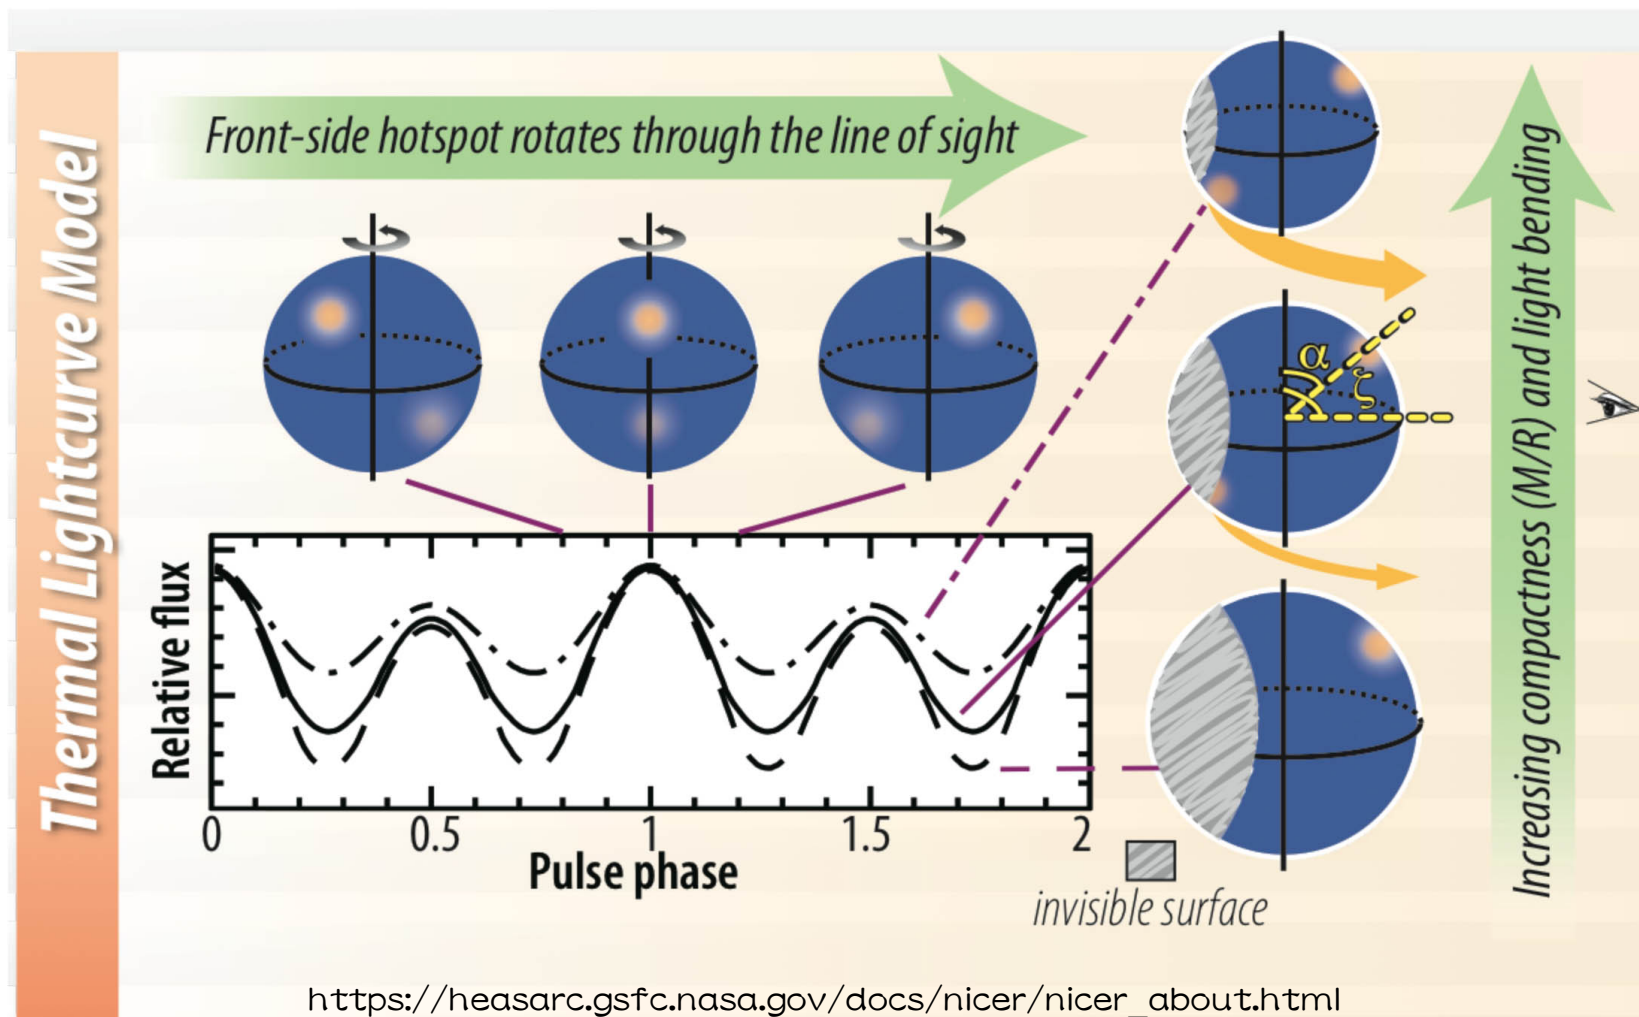 Thermal Lightcurve Model
Front-side hotspot rotates through the line of sight
Increasing compactness (M/R) and light bending
α
ζ
Relative flux
0
0.5
1
1.5
2
Pulse phase
invisible surface
https://heasarc.gsfc.nasa.gov/docs/nicer/nicer_about.html